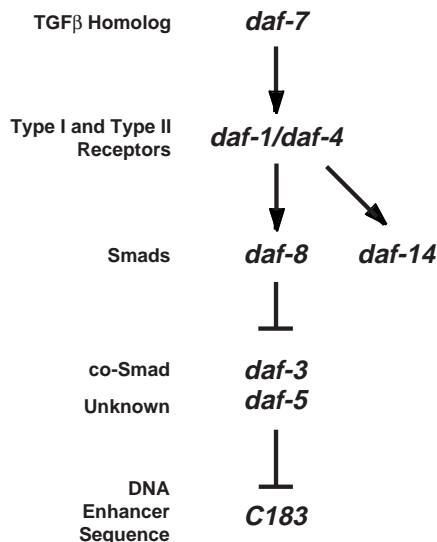 TGFβ Homolog daf-7
Type I and Type II
Receptors daf-1/daf-4
Smads daf-8 daf-14
co-Smad daf-3
Unknown daf-5
DNA
Enhancer C183
Sequence